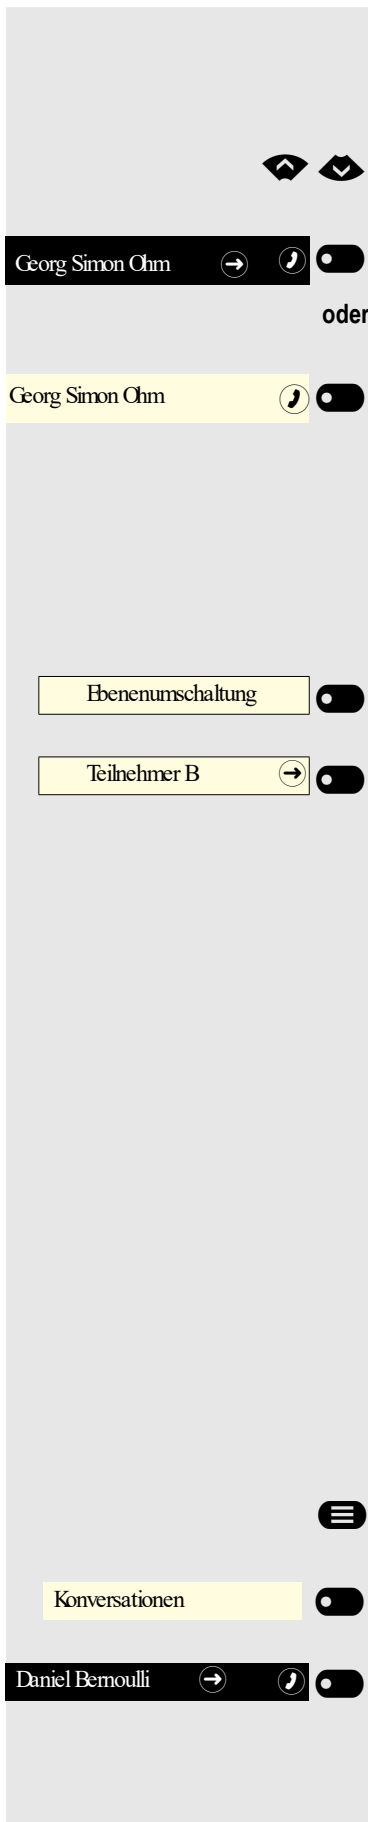 Georg Simon Ohm
oder
Georg Simon Ohm
Ebenenumschaltung
Teilnehmer B
Konversationen
Daniel Bernoulli